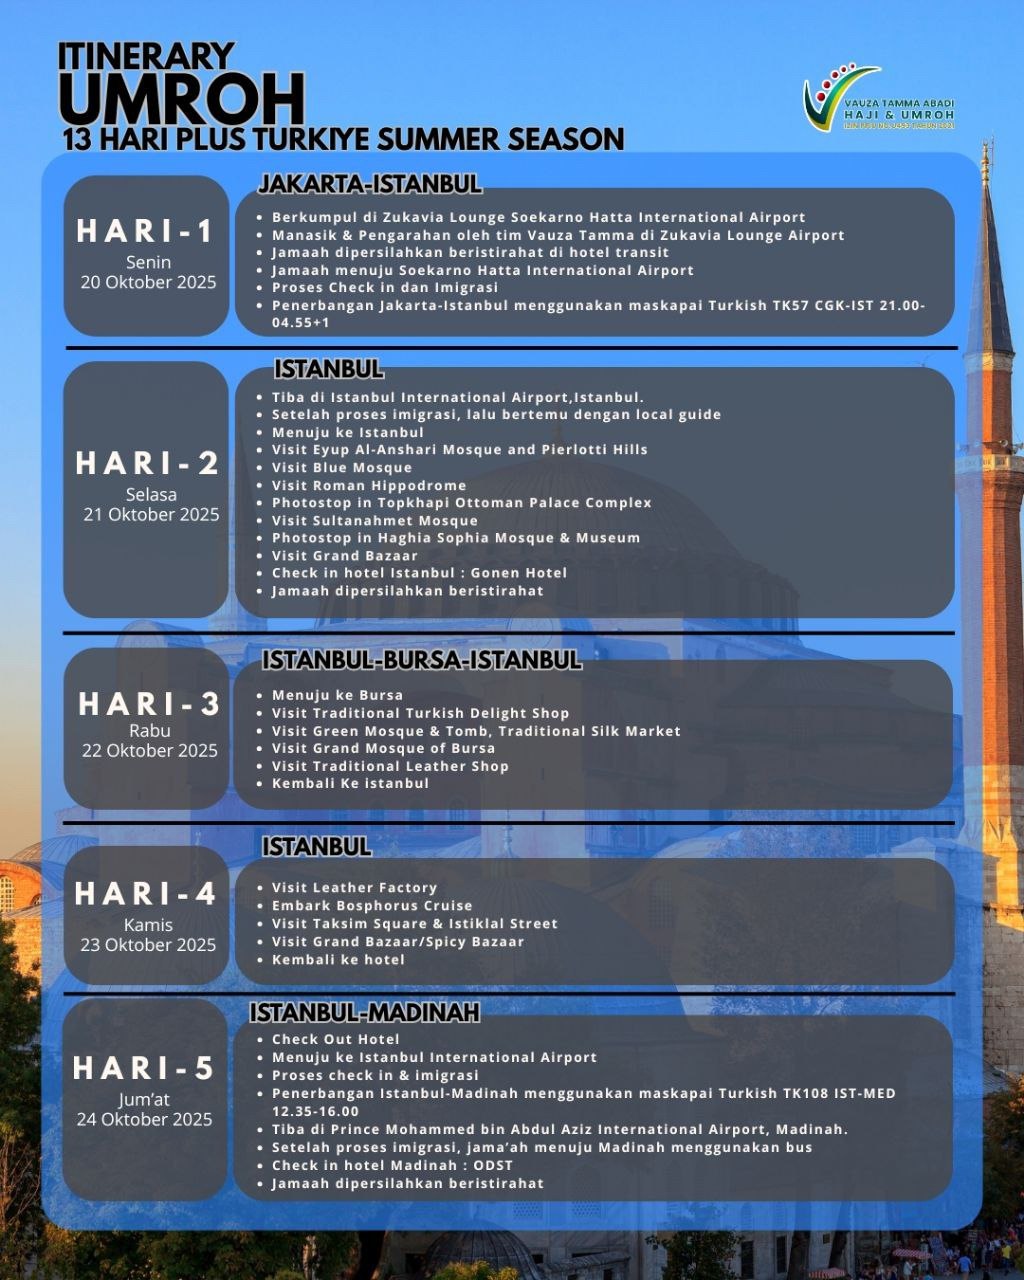 ITINERARY
UMROH
13 HARI PLUS TURKIYE SUMMER SEASON
VAUZA TAMMA ABADI
HAJI & UMROH
HARI-1
Senin
20 Oktober 2025
JAKARTA-ISTANBUL
• Berkumpul di Zukavia Lounge Soekarno Hatta International Airport
• Manasik & Pengarahan oleh tim Vauza Tamma di Zukavia Lounge Airport
• Jamaah dipersilahkan beristirahat di hotel transit
• Jamaah menuju Soekarno Hatta International Airport
• Proses Check in dan Imigrasi
• Penerbangan Jakarta-Istanbul menggunakan maskapai Turkish TK57 CGK-IST 21.00-
04.55+1
HARI-2
Selasa
21 Oktober 2025
ISTANBUL
• Tiba di Istanbul International Airport,Istanbul.
• Setelah proses imigrasi, lalu bertemu dengan local guide
• Menuju ke Istanbul
• Visit Eyup Al-Anshari Mosque and Pierlotti Hills
• Visit Blue Mosque
• Visit Roman Hippodrome
• Photostop in Topkhapi Ottoman Palace Complex
• Visit Sultanahmet Mosque
• Photostop in Haghia Sophia Mosque & Museum
• Visit Grand Bazaar
• Check in hotel Istanbul : Gonen Hotel
• Jamaah dipersilahkan beristirahat
HARI-3
Rabu
22 Oktober 2025
ISTANBUL-BURSA-ISTANBUL
• Menuju ke Bursa
• Visit Traditional Turkish Delight Shop
• Visit Green Mosque & Tomb, Traditional Silk Market
• Visit Grand Mosque of Bursa
• Visit Traditional Leather Shop
• Kembali Ke istanbul
HARI-4
Kamis
23 Oktober 2025
ISTANBUL
• Visit Leather Factory
• Embark Bosphorus Cruise
• Visit Taksim Square & Istiklal Street
• Visit Grand Bazaar/Spicy Bazaar
• Kembali ke hotel
HARI-5
Jum’at
24 Oktober 2025
ISTANBUL-MADINAH
• Check Out Hotel
• Menuju ke Istanbul International Airport
• Proses check in & imigrasi
• Penerbangan Istanbul-Madinah menggunakan maskapai Turkish TK108 IST-MED
12.35-16.00
• Tiba di Prince Mohammed bin Abdul Aziz International Airport, Madinah.
• Setelah proses imigrasi, jama’ah menuju Madinah menggunakan bus
• Check in hotel Madinah : ODST
• Jamaah dipersilahkan beristirahat